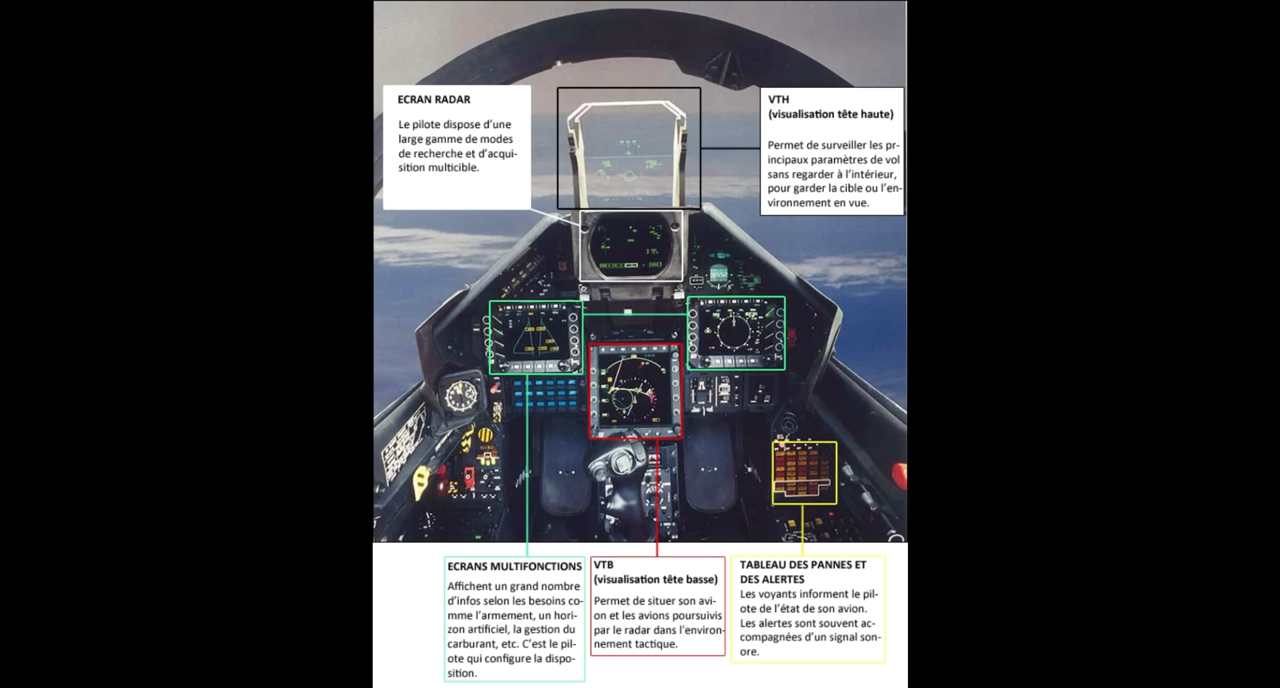 ECRAN RADAR
Le pilote dispose d'une
large gamme de modes
de recherche et d'acqui-
sition multicible.
VTH
(visualisation tête haute)
Permet de surveiller les pr-
incipaux paramètres de vol
sans regarder à l'intérieur,
pour garder la cible ou l'en-
vironnement en vue.
ECRANS MULTIFONCTIONS
Affichent un grand nombre
d'infos selon les besoins co-
mme l'armement, un hori-
zon artificiel, la gestion du
carburant, etc. C'est le pil-
ote qui configure la dispo-
sition.
VTB
(visualisation tête basse)
Permet de situer son avi-
on et les avions poursuivis
par le radar dans l'environ-
nement tactique.
TABLEAU DES PANNES ET
DES ALERTES
Les voyants informent le pil-
ote de l'état de son avion.
Les alertes sont souvent ac-
compagnées d'un signal son-
ore.